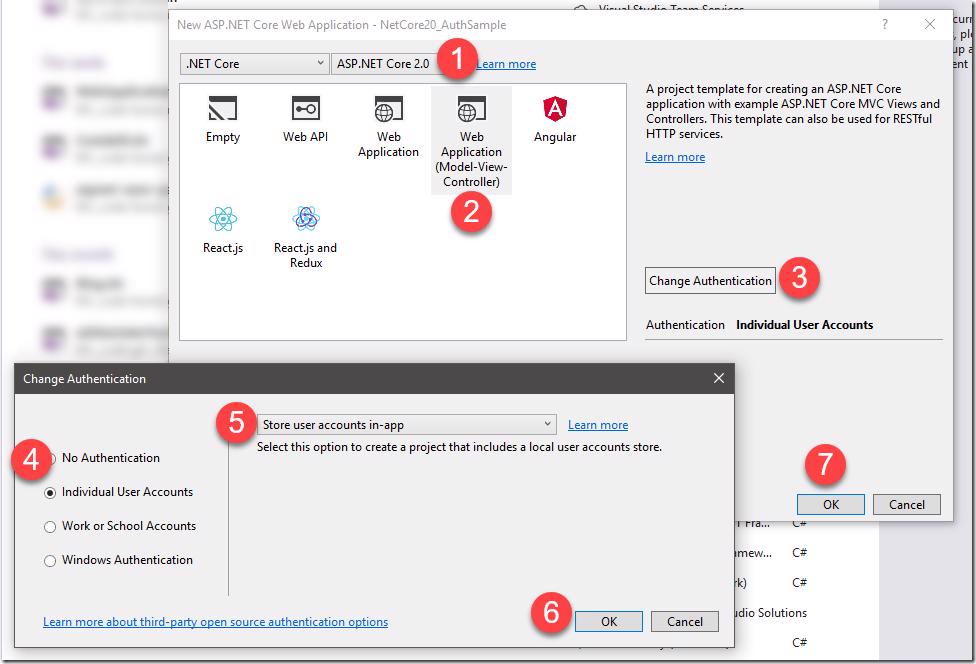 Visual Studio Team Services
New ASP.NET Core Web Application - NetCore20_AuthSample
?
.NET Core
ASP.NET Core 2.0
1
Learn more
Empty
Web API
Web
Application
Web
Application
(Model-View-
Controller)
Angular
2
React.js
React.js and
Redux
A project template for creating an ASP.NET Core
application with example ASP.NET Core MVC Views and
Controllers. This template can also be used for RESTful
HTTP services.
Learn more
Change Authentication
3
Authentication Individual User Accounts
7
OK
Cancel
Change Authentication
4
No Authentication
Individual User Accounts
Work or School Accounts
Windows Authentication
5
Store user accounts in-app
Learn more
Select this option to create a project that includes a local user accounts store.
Learn more about third-party open source authentication options
6
OK
Cancel
C#
C#
C#
Solutions
C#